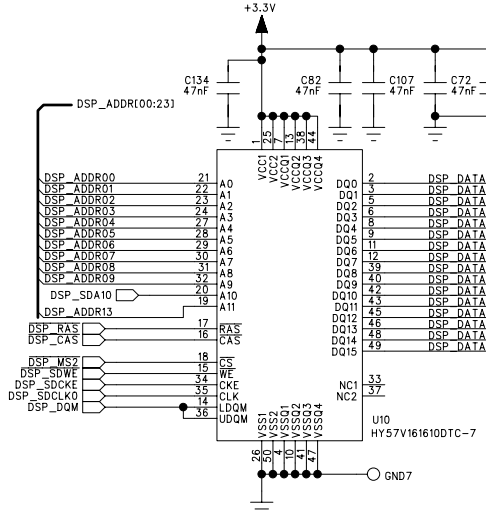 +3.3V
C134
47nF
C82
47nF
C107
47nF
C72
47nF
DSP_ADDR[00:23]
1 25 7 13 38 44
VCC1 VCC2 VCCQ1 VCCQ2 VCCQ3 VCCQ4
DSP_ADDR00 21 A0 DQ0 2 DSP_DATA
DSP_ADDR01 22 A1 DQ1 3 DSP_DATA
DSP_ADDR02 23 A2 DQ2 5 DSP_DATA
DSP_ADDR03 24 A3 DQ3 6 DSP_DATA
DSP_ADDR04 27 A4 DQ4 8 DSP_DATA
DSP_ADDR05 28 A5 DQ5 9 DSP_DATA
DSP_ADDR06 29 A6 DQ6 11 DSP_DATA
DSP_ADDR07 30 A7 DQ7 12 DSP_DATA
DSP_ADDR08 31 A8 DQ8 39 DSP_DATA
DSP_ADDR09 32 A9 DQ9 40 DSP_DATA
DSP_SDA10 20 A10 DQ10 42 DSP_DATA
DSP_ADDR13 19 A11 DQ11 43 DSP_DATA
DQ12 45 DSP_DATA
DSP_RAS 17 RAS DQ13 46 DSP_DATA
DSP_CAS 16 CAS DQ14 48 DSP_DATA
DQ15 49 DSP_DATA
DSP_MS2 18 CS
DSP_SDWE 15 WE
DSP_SDCKE 34 CKE NC1 33
DSP_SDCLK0 35 CLK NC2 37
DSP_DQM 14 LDQM
36 UDQM
U10
HY57V161610DTC-7
VSS1 VSS2 VSSQ1 VSSQ2 VSSQ3 VSSQ4
26 50 4 10 41 47
GND7